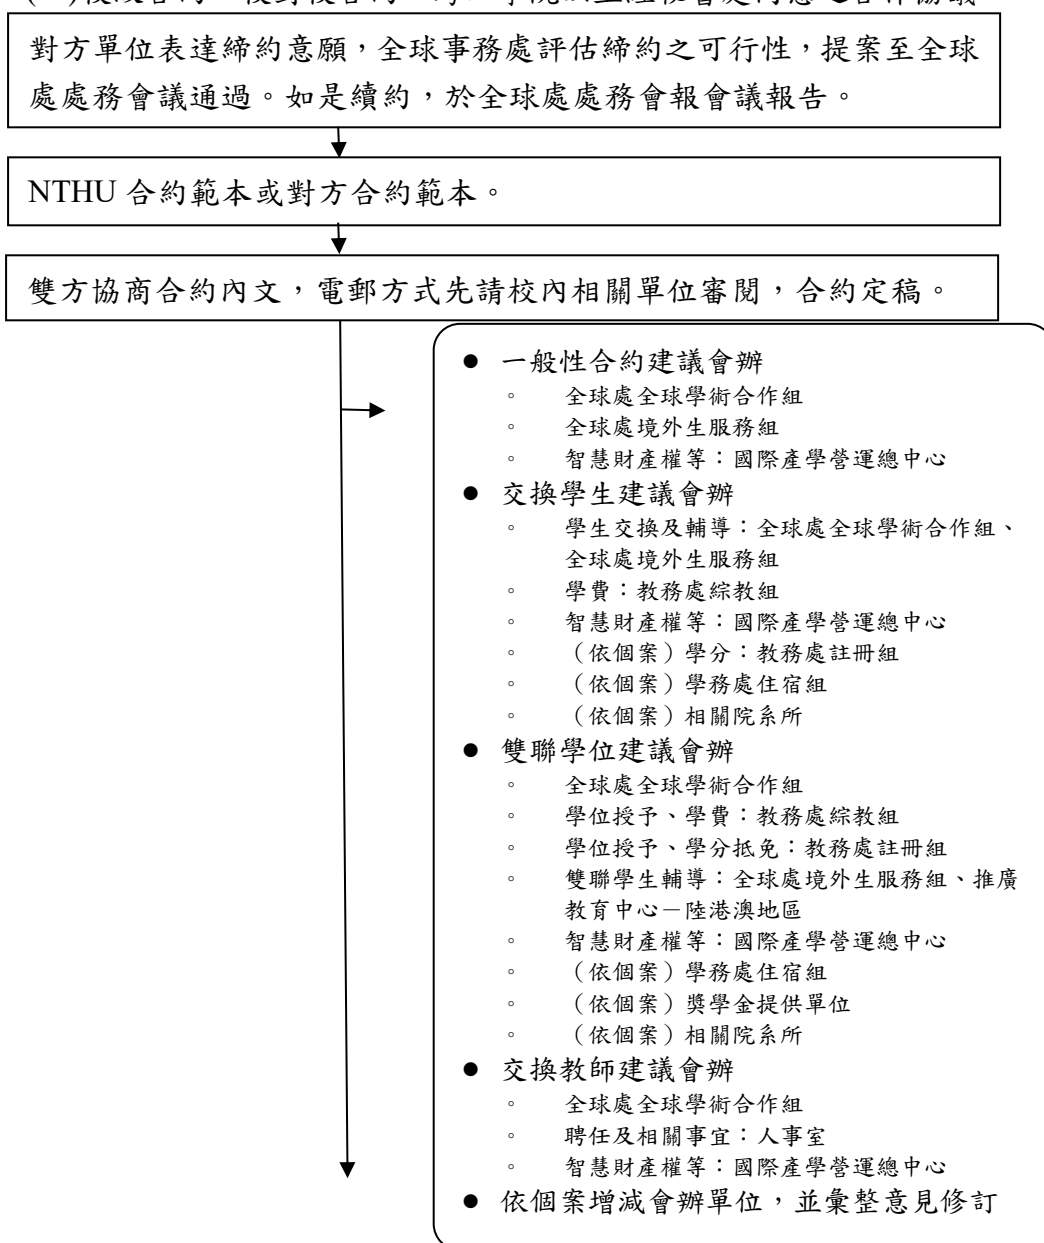 對方單位表達締約意願，全球事務處評估締約之可行性，提案至全球
處處務會議通過。如是續約，於全球處處務會報會議報告。
NTHU 合約範本或對方合約範本。
雙方協商合約內文，電郵方式先請校內相關單位審閱，合約定稿。
● 一般性合約建議會辦
◦ 全球處全球學術合作組
◦ 全球處境外生服務組
◦ 智慧財產權等：國際產學營運總中心
● 交換學生建議會辦
◦ 學生交換及輔導：全球處全球學術合作組、
全球處境外生服務組
◦ 學費：教務處綜教組
◦ 智慧財產權等：國際產學營運總中心
◦ （依個案）學分：教務處註冊組
◦ （依個案）學務處住宿組
◦ （依個案）相關院系所
● 雙聯學位建議會辦
◦ 全球處全球學術合作組
◦ 學位授予、學費：教務處綜教組
◦ 學位授予、學分抵免：教務處註冊組
◦ 雙聯學生輔導：全球處境外生服務組、推廣
教育中心－陸港澳地區
◦ 智慧財產權等：國際產學營運總中心
◦ （依個案）學務處住宿組
◦ （依個案）獎學金提供單位
◦ （依個案）相關院系所
● 交換教師建議會辦
◦ 全球處全球學術合作組
◦ 聘任及相關事宜：人事室
◦ 智慧財產權等：國際產學營運總中心
● 依個案增減會辦單位，並彙整意見修訂